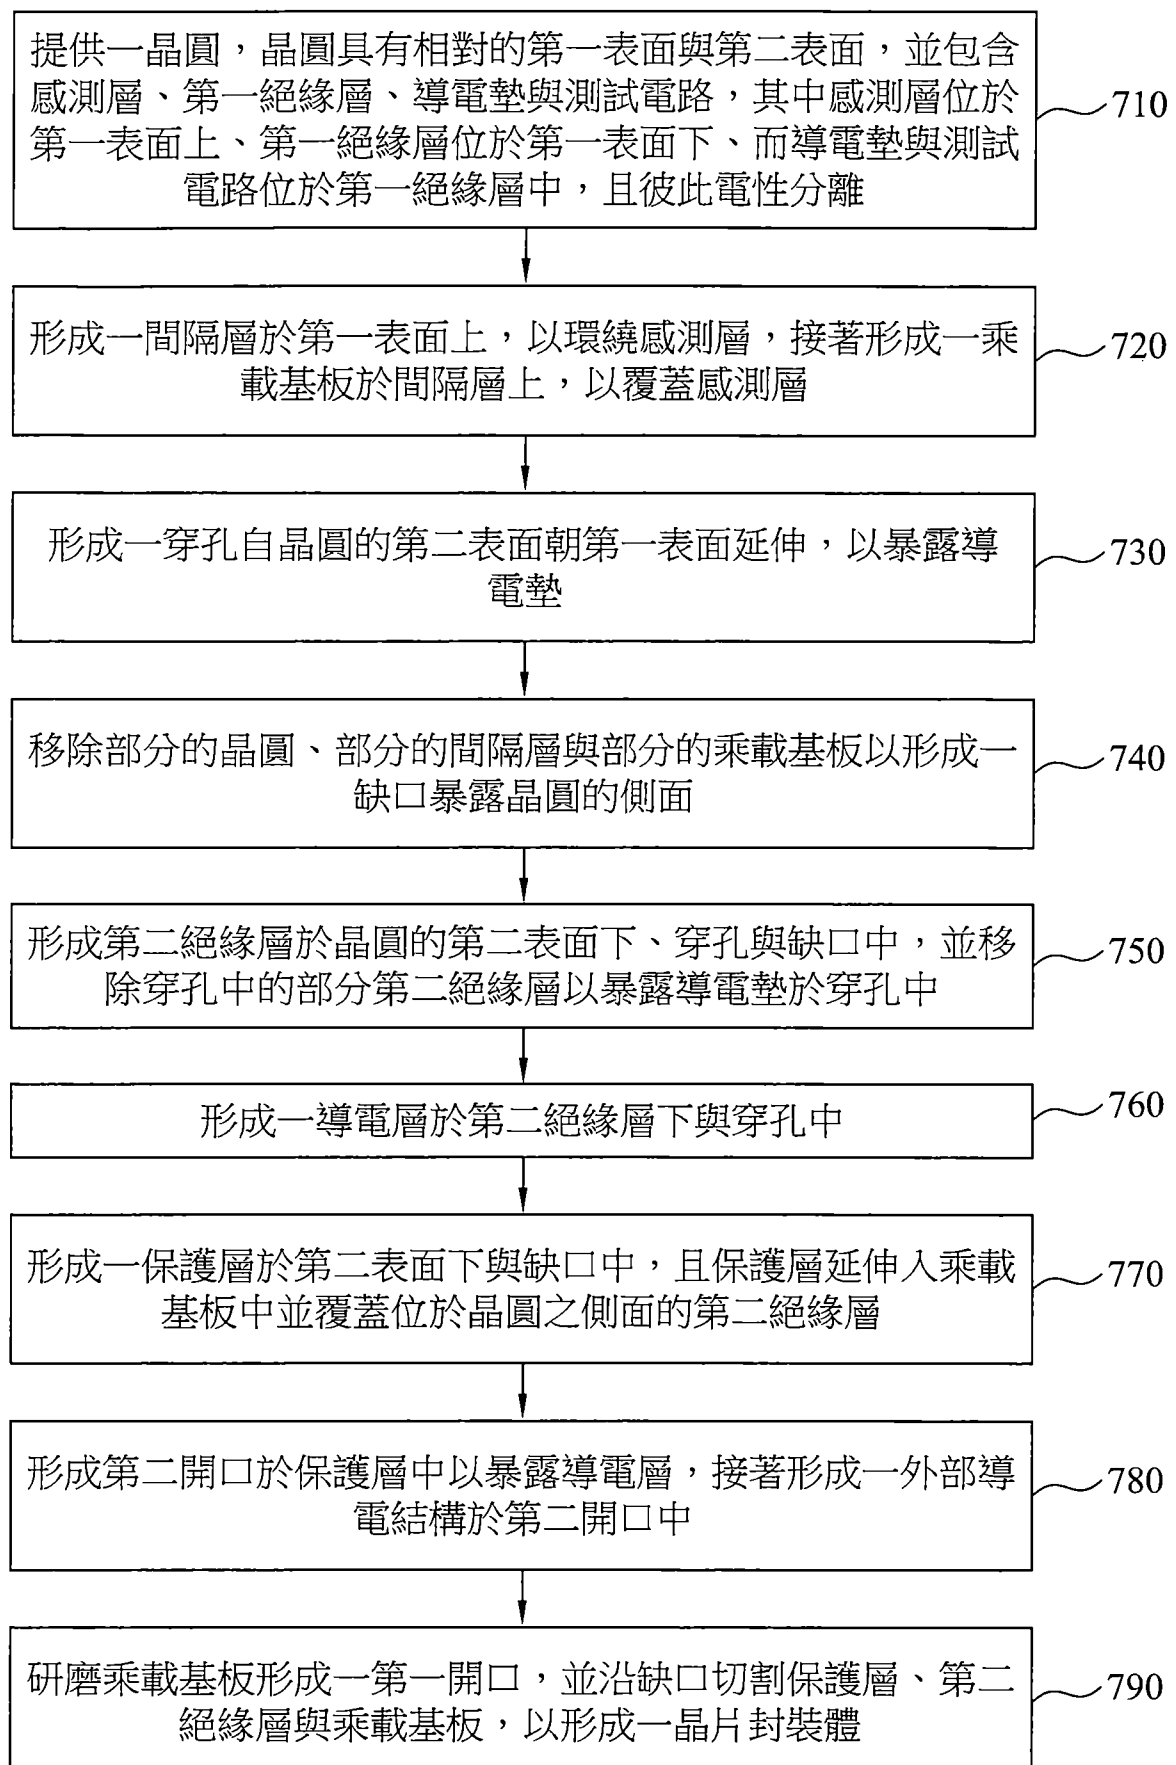 提供一晶圓，晶圓具有相對的第一表面與第二表面，並包含
感測層、第一絕緣層、導電墊與測試電路，其中感測層位於
第一表面上、第一絕緣層位於第一表面下、而導電墊與測試
電路位於第一絕緣層中，且彼此電性分離
710
形成一間隔層於第一表面上，以環繞感測層，接著形成一乘
載基板於間隔層上，以覆蓋感測層
720
形成一穿孔自晶圓的第二表面朝第一表面延伸，以暴露導
電墊
730
移除部分的晶圓、部分的間隔層與部分的乘載基板以形成一
缺口暴露晶圓的側面
740
形成第二絕緣層於晶圓的第二表面下、穿孔與缺口中，並移
除穿孔中的部分第二絕緣層以暴露導電墊於穿孔中
750
形成一導電層於第二絕緣層下與穿孔中
760
形成一保護層於第二表面下與缺口中，且保護層延伸入乘載
基板中並覆蓋位於晶圓之側面的第二絕緣層
770
形成第二開口於保護層中以暴露導電層，接著形成一外部導
電結構於第二開口中
780
研磨乘載基板形成一第一開口，並沿缺口切割保護層、第二
絕緣層與乘載基板，以形成一晶片封裝體
790